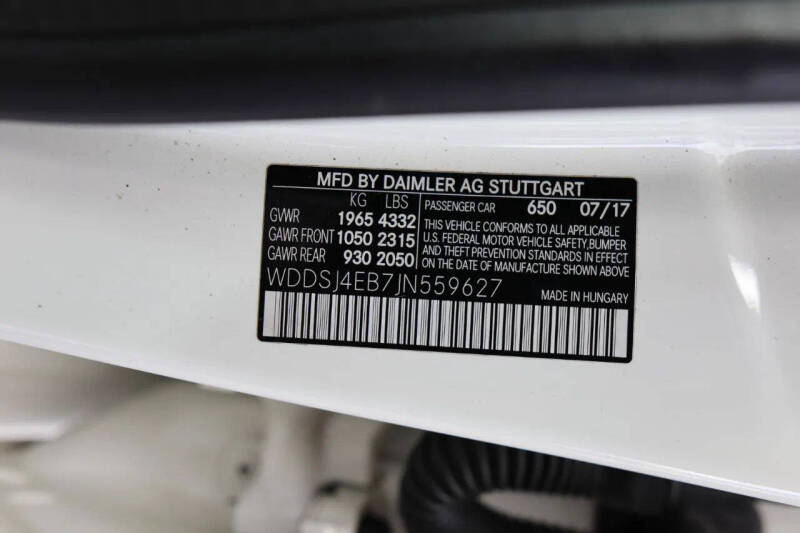 MFD BY DAIMLER AG STUTTGART
KG LBS
GVWR 1965 4332
GAWR FRONT 1050 2315
GAWR REAR 930 2050
PASSENGER CAR 650 07/17
THIS VEHICLE CONFORMS TO ALL APPLICABLE
U.S. FEDERAL MOTOR VEHICLE SAFETY,BUMPER
AND THEFT PREVENTION STANDARDS IN EFFECT
ON THE DATE OF MANUFACTURE SHOWN ABOVE
WDDSJ4EB7JN559627
MADE IN HUNGARY